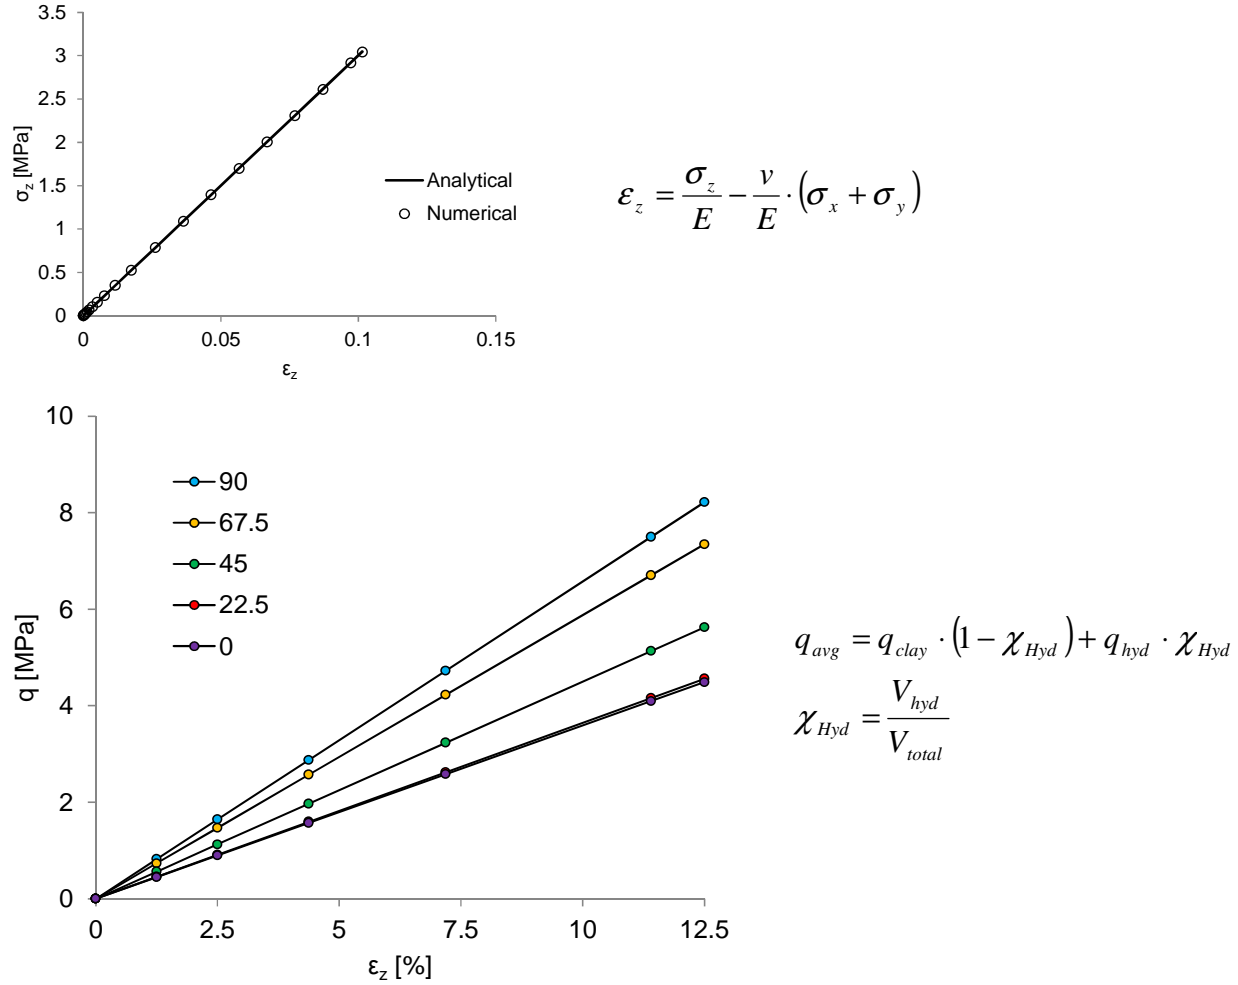 3.5
3
2.5
2
1.5
1
0.5
0
σz [MPa]
0 0.05 0.1 0.15
εz
Analytical
Numerical
εz = σz/E − ν/E · (σx + σy)
10
8
6
4
2
0
q [MPa]
90
67.5
45
22.5
0
0 2.5 5 7.5 10 12.5
εz [%]
qavg = qclay · (1 − χHyd) + qhyd · χHyd
χHyd = Vhyd/Vtotal